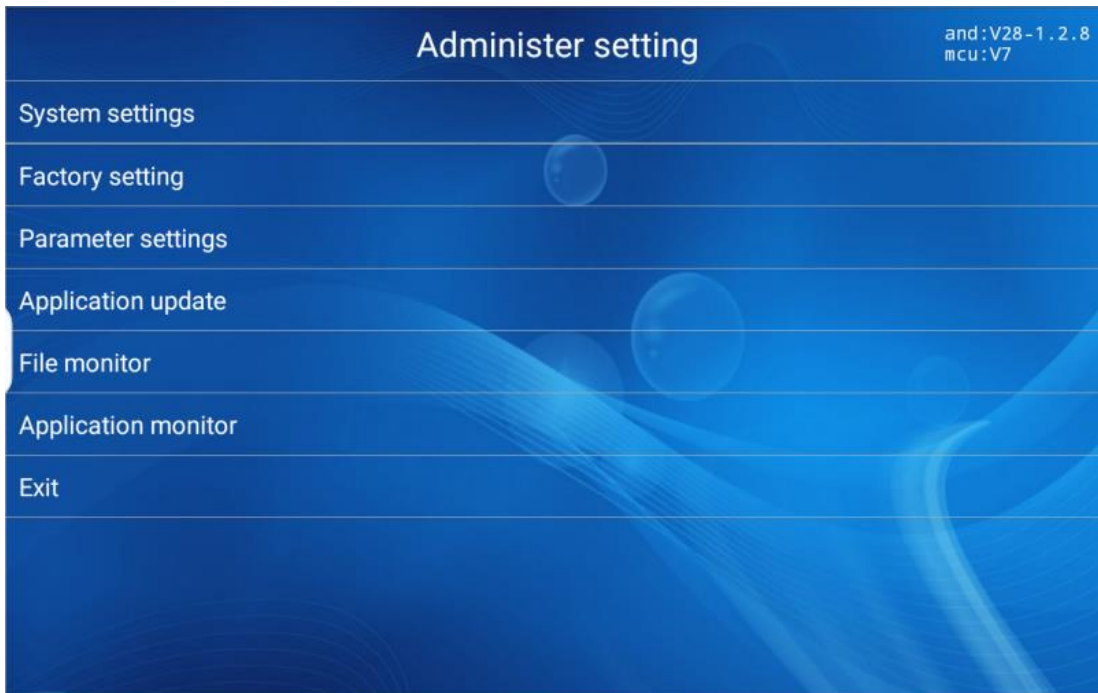 Administer setting
and:V28-1.2.8
mcu:V7
System settings
Factory setting
Parameter settings
Application update
File monitor
Application monitor
Exit